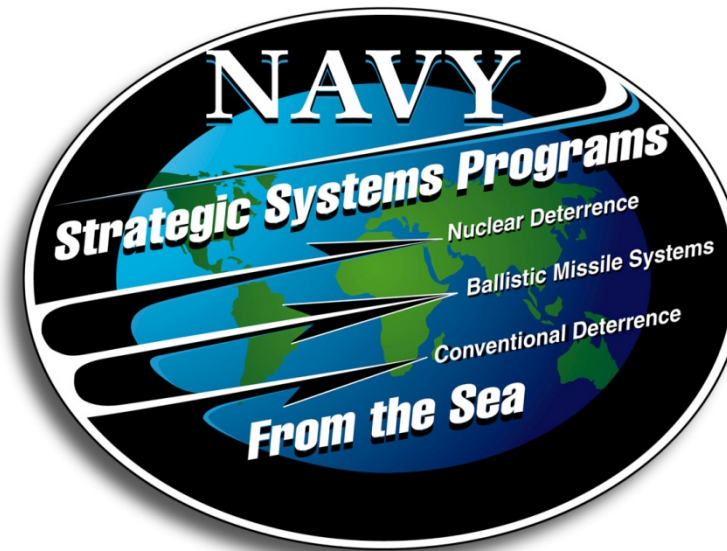 NAVY
Strategic Systems Programs
Nuclear Deterrence
Ballistic Missile Systems
Conventional Deterrence
From the Sea